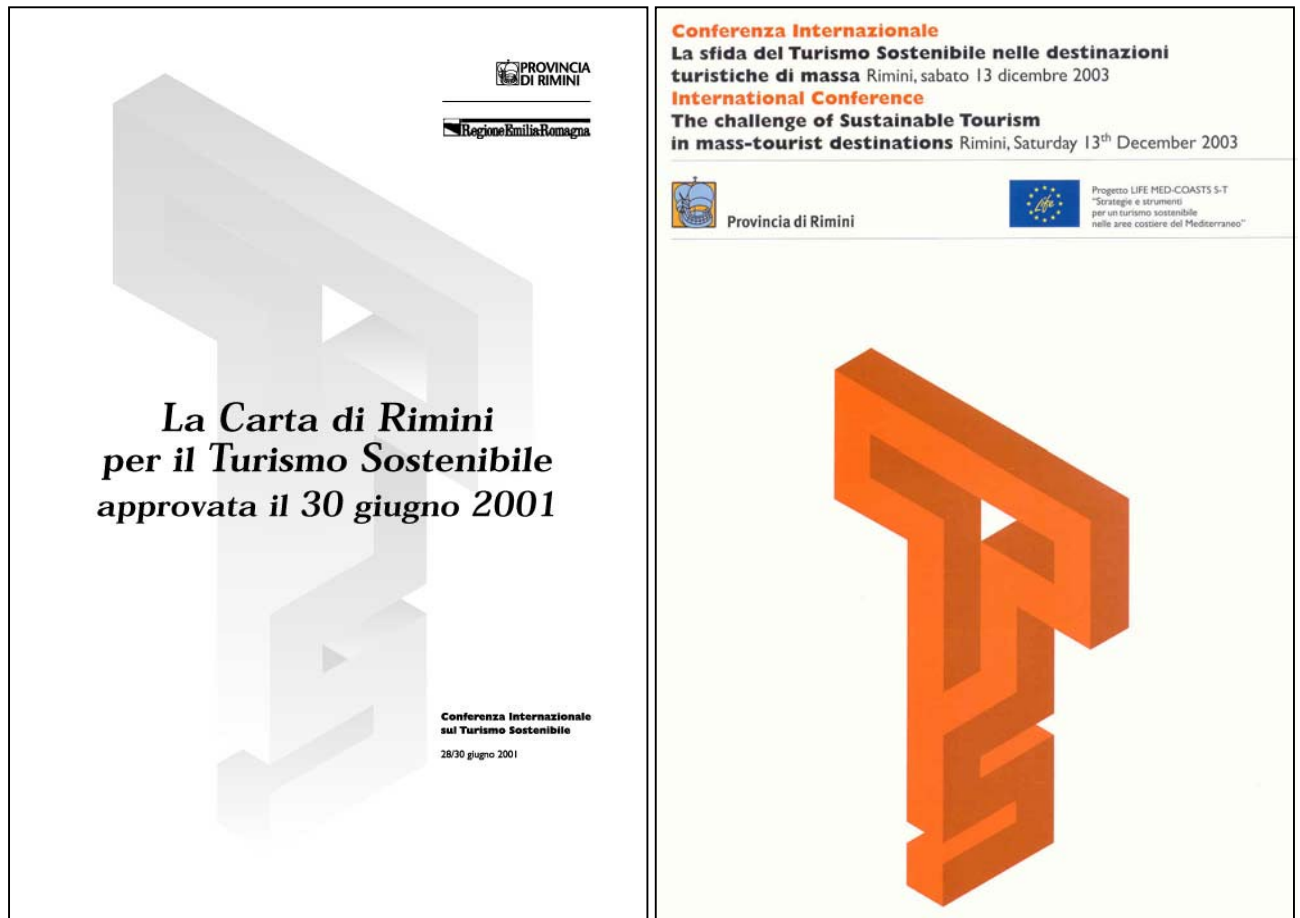 PROVINCIA
DI RIMINI
RegioneEmilia-Romagna
La Carta di Rimini
per il Turismo Sostenibile
approvata il 30 giugno 2001
Conferenza Internazionale
sul Turismo Sostenibile
28/30 giugno 2001
Conferenza Internazionale
La sfida del Turismo Sostenibile nelle destinazioni
turistiche di massa Rimini, sabato 13 dicembre 2003
International Conference
The challenge of Sustainable Tourism
in mass-tourist destinations Rimini, Saturday 13th December 2003
Provincia di Rimini
Life
Progetto LIFE MED-COASTS S-T
"Strategie e strumenti
per un turismo sostenibile
nelle aree costiere del Mediterraneo"